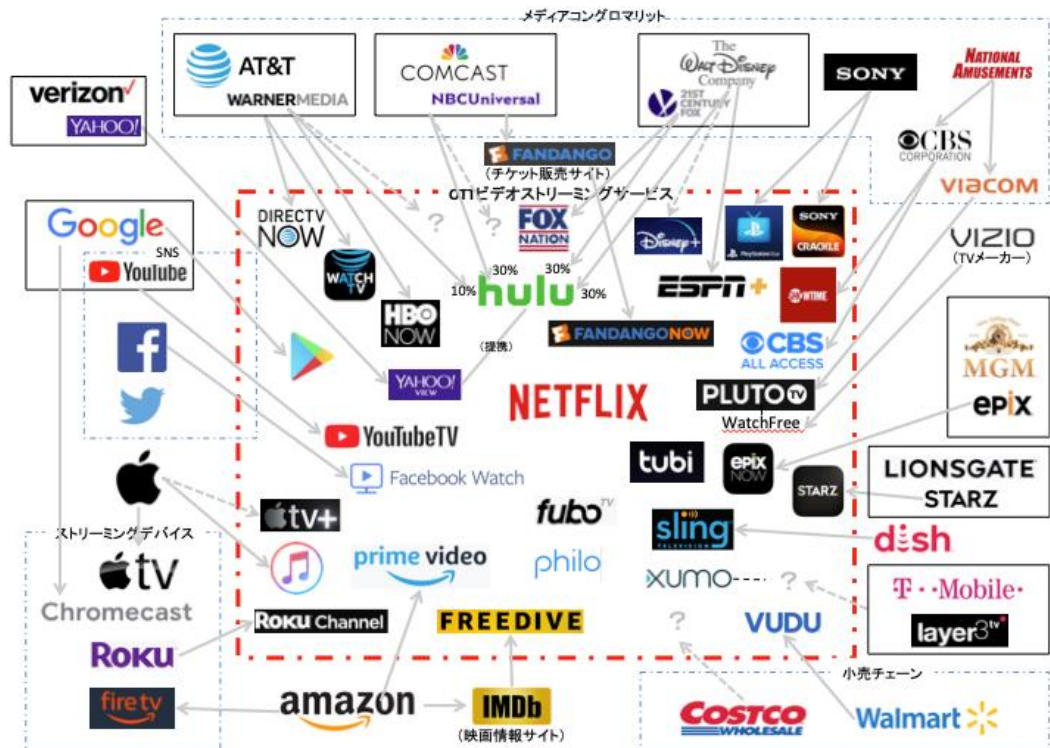 メディアコングロマリット
AT&T
WARNERMEDIA
COMCAST
NBCUniversal
The
WALT DISNEY
Company
21ST
CENTURY
FOX
SONY
NATIONAL
AMUSEMENTS
verizon
YAHOO!
CBS
CORPORATION
VIACOM
FANDANGO
(チケット販売サイト)
OTTビデオストリーミングサービス
Google
SNS
YouTube
DIRECTV
NOW
WATCH
TV
HBO
NOW
?
?
FOX
NATION
Disney+
PlayStation Vue
SONY
CRACKLE
VIZIO
(TVメーカー)
30%
30%
10%
hulu
30%
ESPN+
SHOWTIME
(提携)
FANDANGONOW
CBS
ALL ACCESS
MGM
EPIX
YAHOO!
VIEW
NETFLIX
PLUTO TV
WatchFree
YouTubeTV
Facebook Watch
tubi
EPIX
NOW
STARZ
LIONSGATE
STARZ
tv+
fubo TV
sling
TELEVISION
dish
ストリーミングデバイス
tv
prime video
philo
XUMO
?
T··Mobile·
layer3 tv
Chromecast
ROKU
ROKU Channel
FREEDIVE
?
VUDU
小売チェーン
fire tv
amazon
IMDb
(映画情報サイト)
COSTCO
WHOLESALE
Walmart